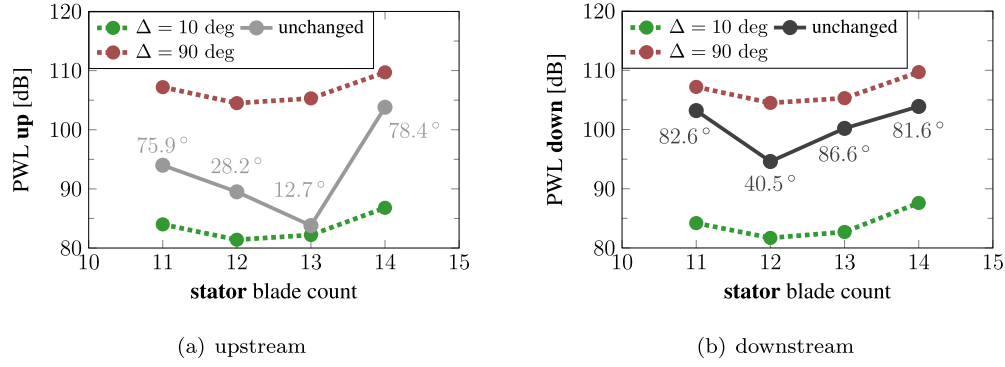 120
110
100
90
80
10 11 12 13 14 15
PWL up [dB]
stator blade count
Δ = 10 deg
unchanged
Δ = 90 deg
75.9°
28.2°
12.7°
78.4°
(a) upstream
120
110
100
90
80
10 11 12 13 14 15
PWL down [dB]
stator blade count
Δ = 10 deg
unchanged
Δ = 90 deg
82.6°
40.5°
86.6°
81.6°
(b) downstream